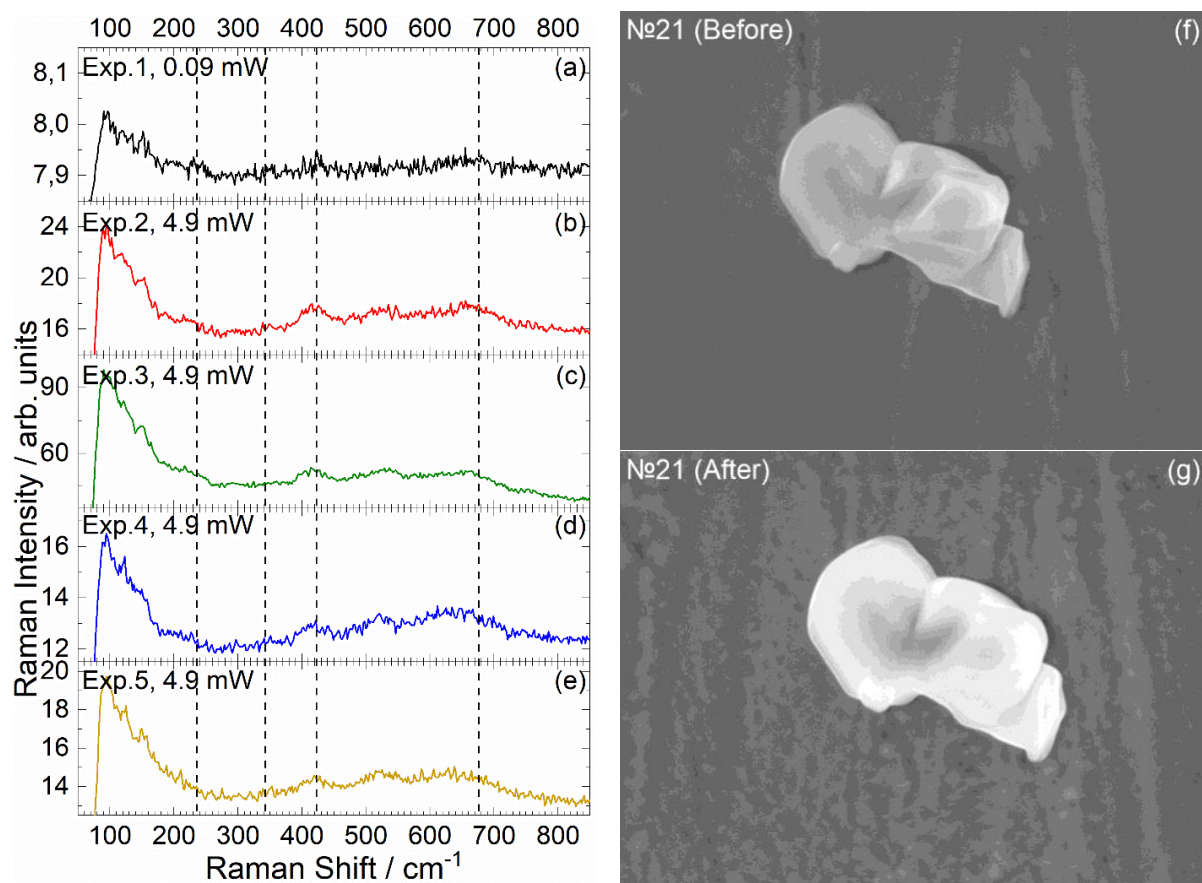 100 200 300 400 500 600 700 800
Exp.1, 0.09 mW (a)
8,1
8,0
7,9
Exp.2, 4.9 mW (b)
24
20
16
Exp.3, 4.9 mW (c)
90
60
Exp.4, 4.9 mW (d)
16
14
12
Exp.5, 4.9 mW (e)
20
18
16
14
100 200 300 400 500 600 700 800
Raman Shift / cm⁻¹
Raman Intensity / arb. units
№21 (Before) (f)
№21 (After) (g)